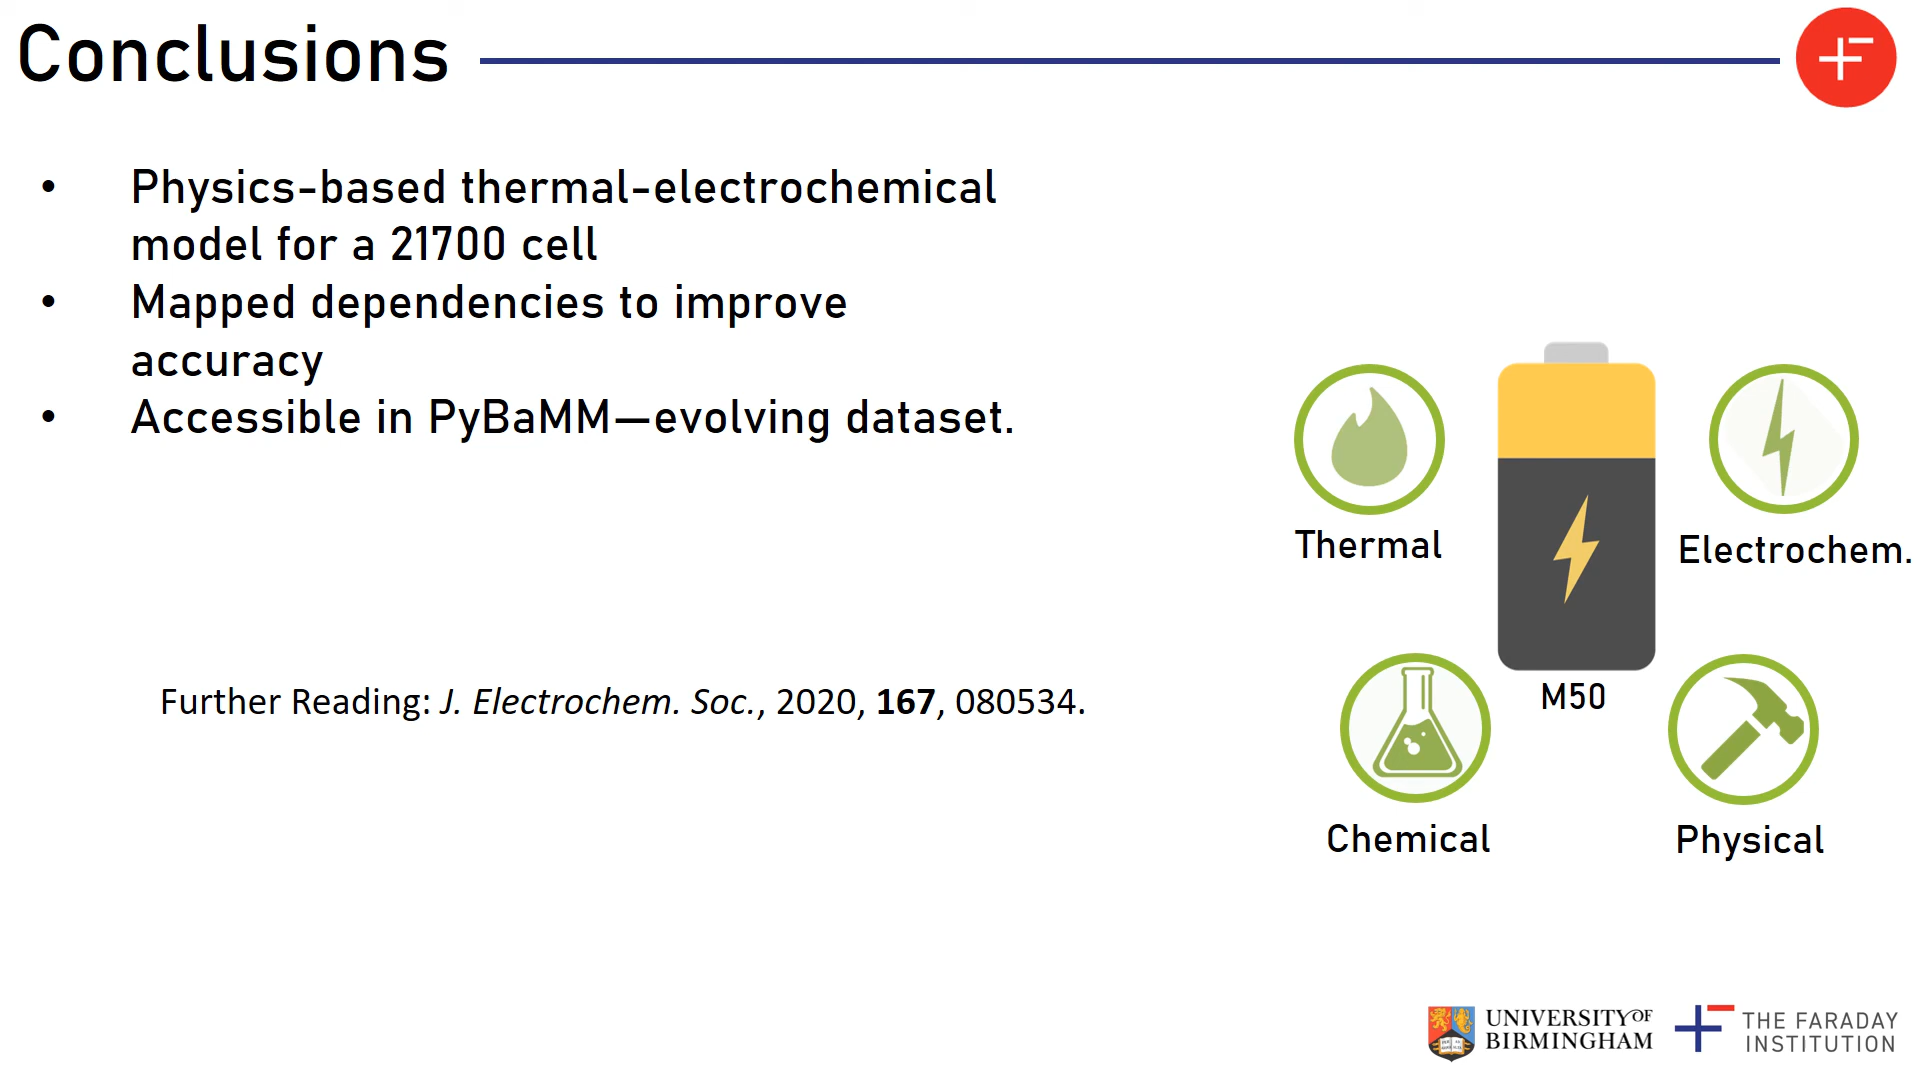 Conclusions
• Physics-based thermal-electrochemical
model for a 21700 cell
• Mapped dependencies to improve
accuracy
• Accessible in PyBaMM—evolving dataset.
Further Reading: J. Electrochem. Soc., 2020, 167, 080534.
Thermal
Electrochem.
M50
Chemical
Physical
UNIVERSITY OF
BIRMINGHAM
THE FARADAY
INSTITUTION